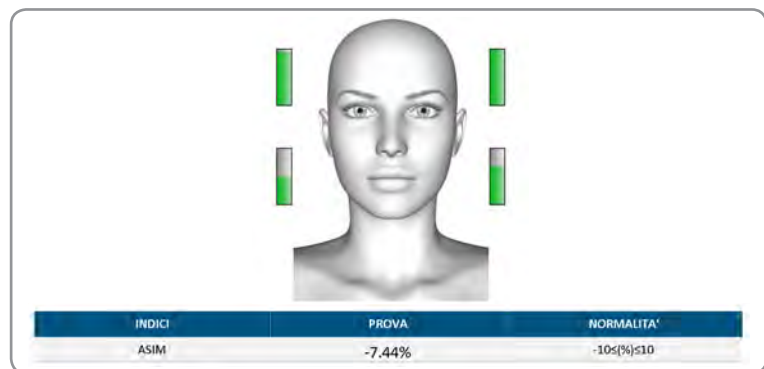 INDICI PROVA NORMALITA'
ASIM -7.44% -10≤(%)≤10